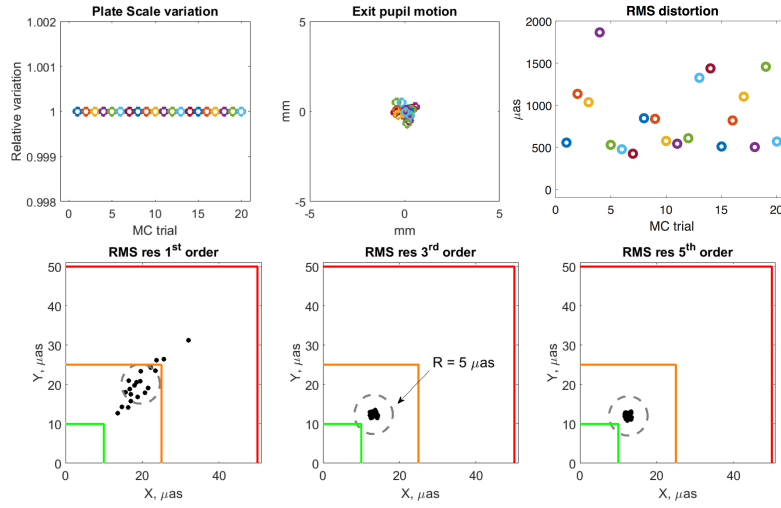 Plate Scale variation
Relative variation
1.002
1.001
1
0.999
0.998
0 5 10 15 20
MC trial
Exit pupil motion
mm
5
0
-5
-5 0 5
mm
RMS distortion
μas
2000
1500
1000
500
0
0 5 10 15 20
MC trial
RMS res 1st order
Y, μas
50
40
30
20
10
0
0 20 40
X, μas
RMS res 3rd order
R = 5 μas
Y, μas
50
40
30
20
10
0
0 20 40
X, μas
RMS res 5th order
Y, μas
50
40
30
20
10
0
0 20 40
X, μas